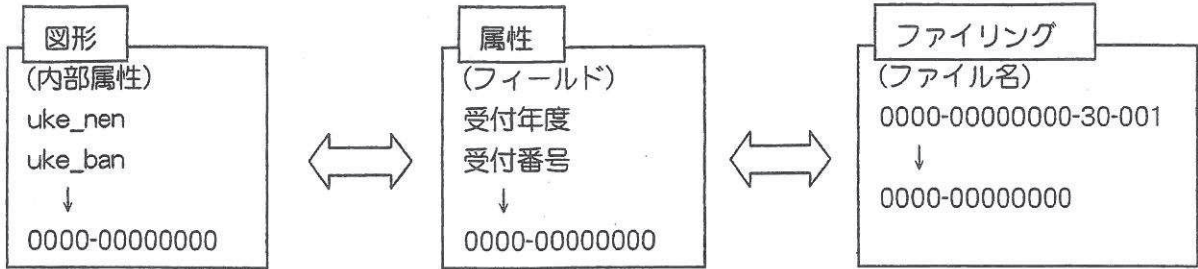 図形
(内部属性)
uke_nen
uke_ban
↓
0000-00000000
属性
(フィールド)
受付年度
受付番号
↓
0000-00000000
ファイリング
(ファイル名)
0000-00000000-30-001
↓
0000-00000000